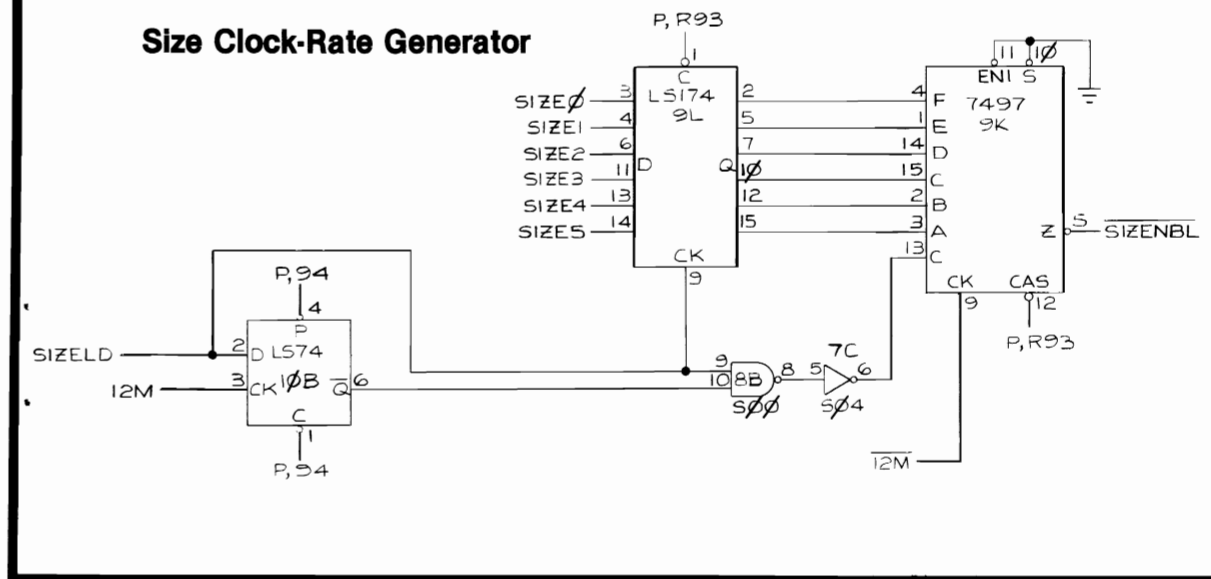 Size Clock-Rate Generator
P, R93
1
C
LS174
9L
SIZEØ 3
SIZE1 4
SIZE2 6
SIZE3 11
SIZE4 13
SIZE5 14
D
Q
2
5
7
1Ø
12
15
CK
9
11 1Ø
ENI S
7497
9K
4 F
1 E
14 D
15 C
2 B
3 A
13 C
Z 5 SIZENBL
CK CAS
9 12
P, R93
P, 94
4
P
SIZELD 2 D LS74
12M 3 CK 1ØB Q 6
C
1
P, 94
9
10 8B 8
SØØ
7C
5 6
SØ4
12M